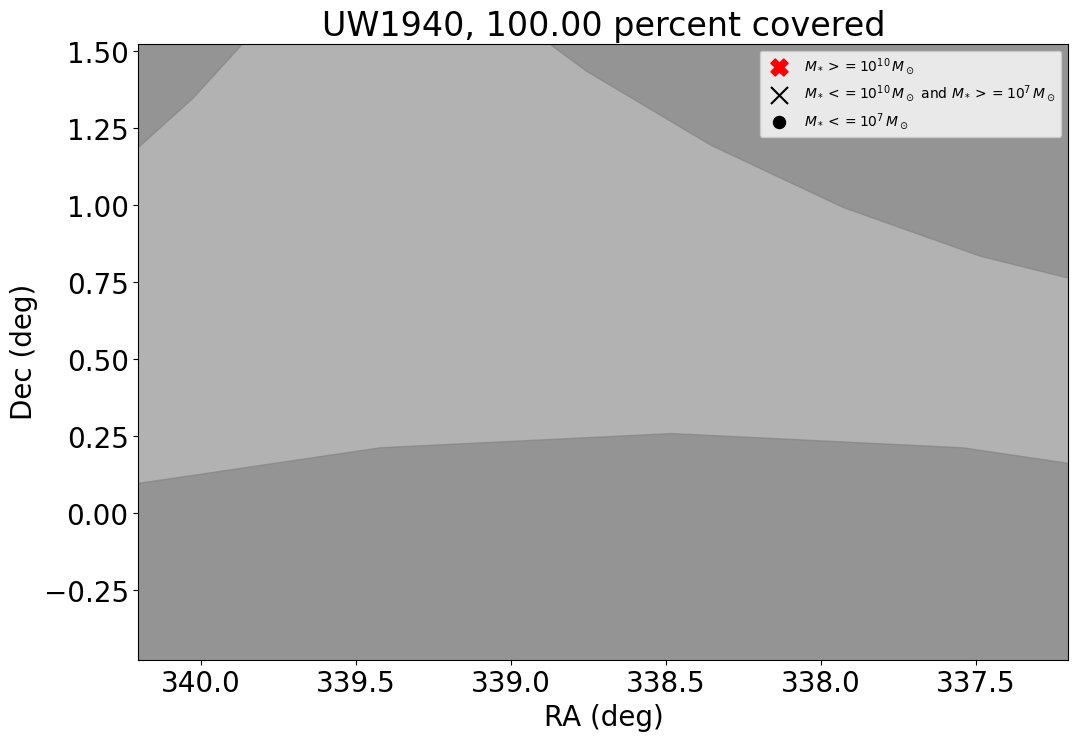 UW1940, 100.00 percent covered
1.50
1.25
1.00
0.75
0.50
0.25
0.00
−0.25
Dec (deg)
M* >= 10^10 M⊙
M* <= 10^10 M⊙ and M* >= 10^7 M⊙
M* <= 10^7 M⊙
340.0 339.5 339.0 338.5 338.0 337.5
RA (deg)